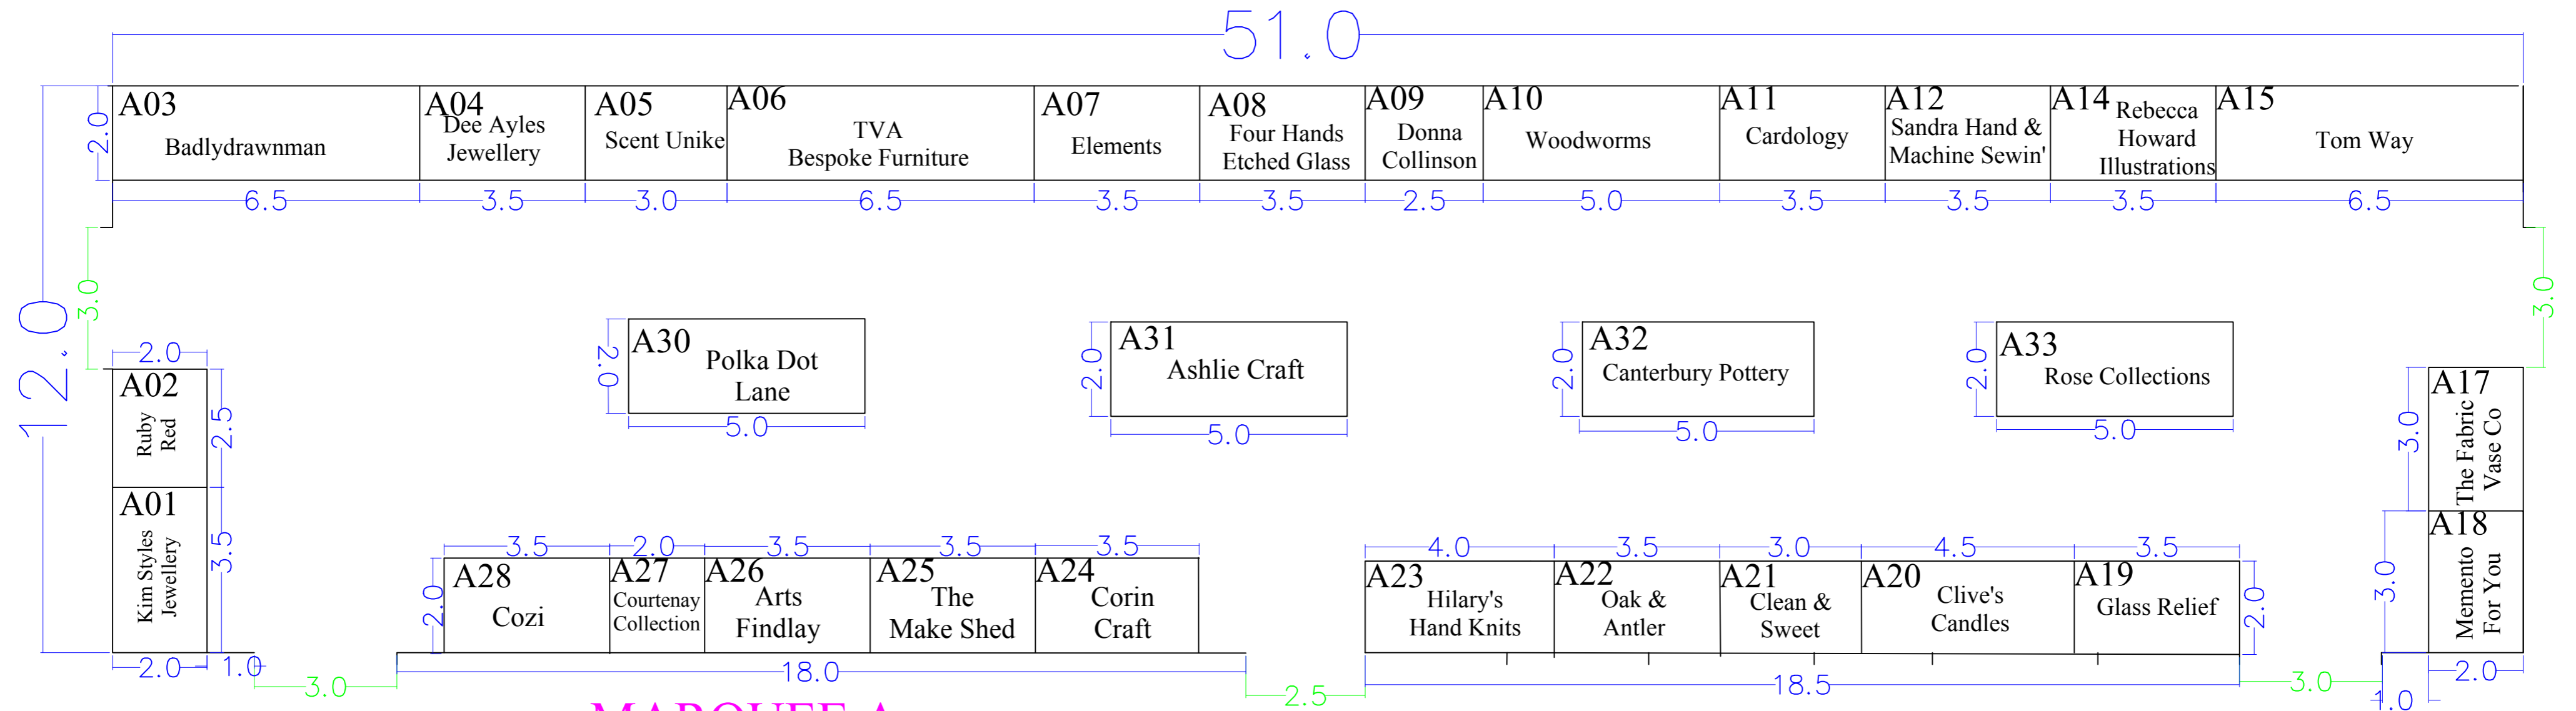 51.0
A03
Badlydrawnman
A04
Dee Ayles
Jewellery
A05
Scent Unike
A06
TVA
Bespoke Furniture
A07
Elements
A08
Four Hands
Etched Glass
A09
Donna
Collinson
A10
Woodworms
A11
Cardology
A12
Sandra Hand &
Machine Sewin'
A14
Rebecca
Howard
Illustrations
A15
Tom Way
2.0
6.5
3.5
3.0
6.5
3.5
3.5
2.5
5.0
3.5
3.5
3.5
6.5
12.0
3.0
3.0
A30
Polka Dot
Lane
2.0
5.0
A31
Ashlie Craft
2.0
5.0
A32
Canterbury Pottery
2.0
5.0
A33
Rose Collections
2.0
5.0
2.0
A02
Ruby
Red
2.5
A01
Kim Styles
Jewellery
3.5
2.0
1.0
3.0
A17
The Fabric
Vase Co
3.0
A18
Memento
For You
3.0
2.0
1.0
3.5
2.0
3.5
3.5
3.5
2.0
A28
Cozi
A27
Courtenay
Collection
A26
Arts
Findlay
A25
The
Make Shed
A24
Corin
Craft
18.0
2.5
4.0
3.5
3.0
4.5
3.5
A23
Hilary's
Hand Knits
A22
Oak &
Antler
A21
Clean &
Sweet
A20
Clive's
Candles
A19
Glass Relief
2.0
18.5
3.0
MARQUEE A